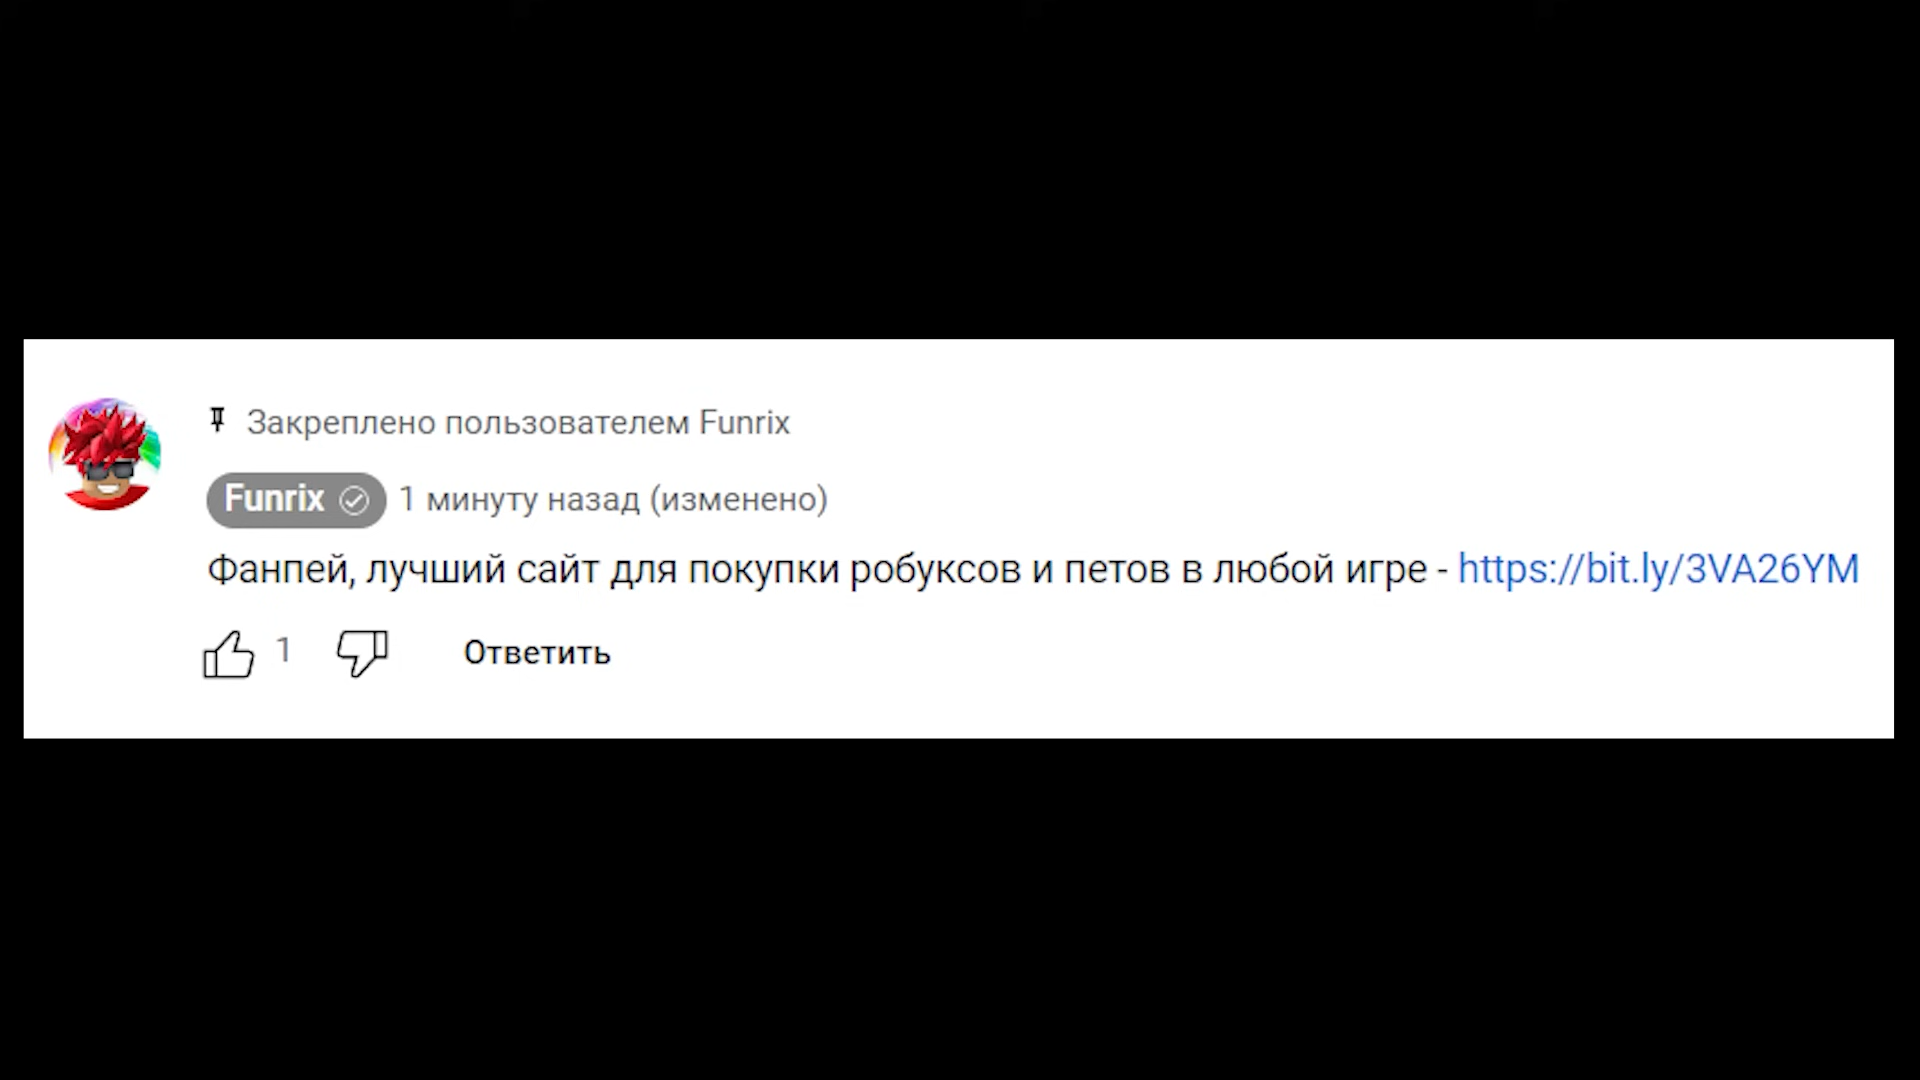 Закреплено пользователем Funrix
Funrix 1 минуту назад (изменено)
Фанпей, лучший сайт для покупки робуксов и петов в любой игре - https://bit.ly/3VA26YM
1 Ответить